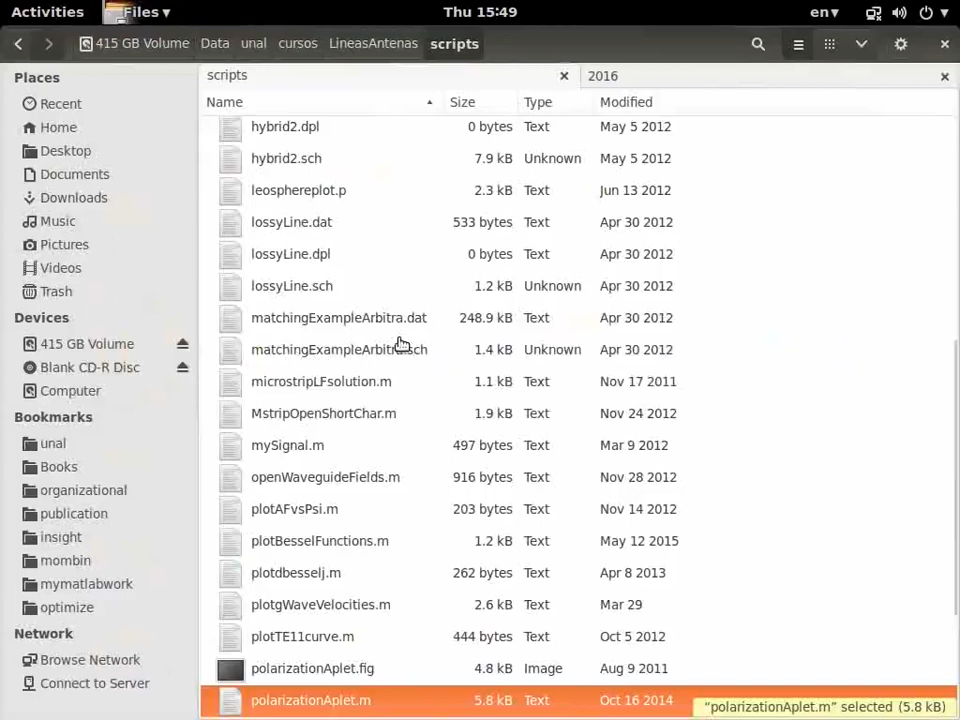 Activities Files ▾ Thu 15:49 en ▾
415 GB Volume Data unal cursos LineasAntenas scripts
Places scripts 2016
Recent Name Size Type Modified
Home hybrid2.dpl 0 bytes Text May 5 2012
Desktop hybrid2.sch 7.9 kB Unknown May 5 2012
Documents leosphereplot.p 2.3 kB Text Jun 13 2012
Downloads
Music lossyLine.dat 533 bytes Text Apr 30 2012
Pictures lossyLine.dpl 0 bytes Text Apr 30 2012
Videos
Trash lossyLine.sch 1.2 kB Unknown Apr 30 2012
Devices matchingExampleArbitra.dat 248.9 kB Text Apr 30 2012
415 GB Volume matchingExampleArbitra.sch 1.4 kB Unknown Apr 30 2012
Blank CD-R Disc
Computer microstripLFsolution.m 1.1 kB Text Nov 17 2011
Bookmarks MstripOpenShortChar.m 1.9 kB Text Nov 24 2012
unal mySignal.m 497 bytes Text Mar 9 2012
Books
organizational openWaveguideFields.m 916 bytes Text Nov 28 2012
publication plotAFvsPsi.m 203 bytes Text Nov 14 2012
insight plotBesselFunctions.m 1.2 kB Text May 12 2015
mombin plotdbesselj.m 262 bytes Text Apr 8 2013
mymatlabwork
optimize plotgWaveVelocities.m 2.6 kB Text Mar 29
Network plotTE11curve.m 444 bytes Text Oct 5 2012
Browse Network polarizationAplet.fig 4.8 kB Image Aug 9 2011
Connect to Server
polarizationAplet.m 5.8 kB Text Oct 16 2014 “polarizationAplet.m” selected (5.8 kB)